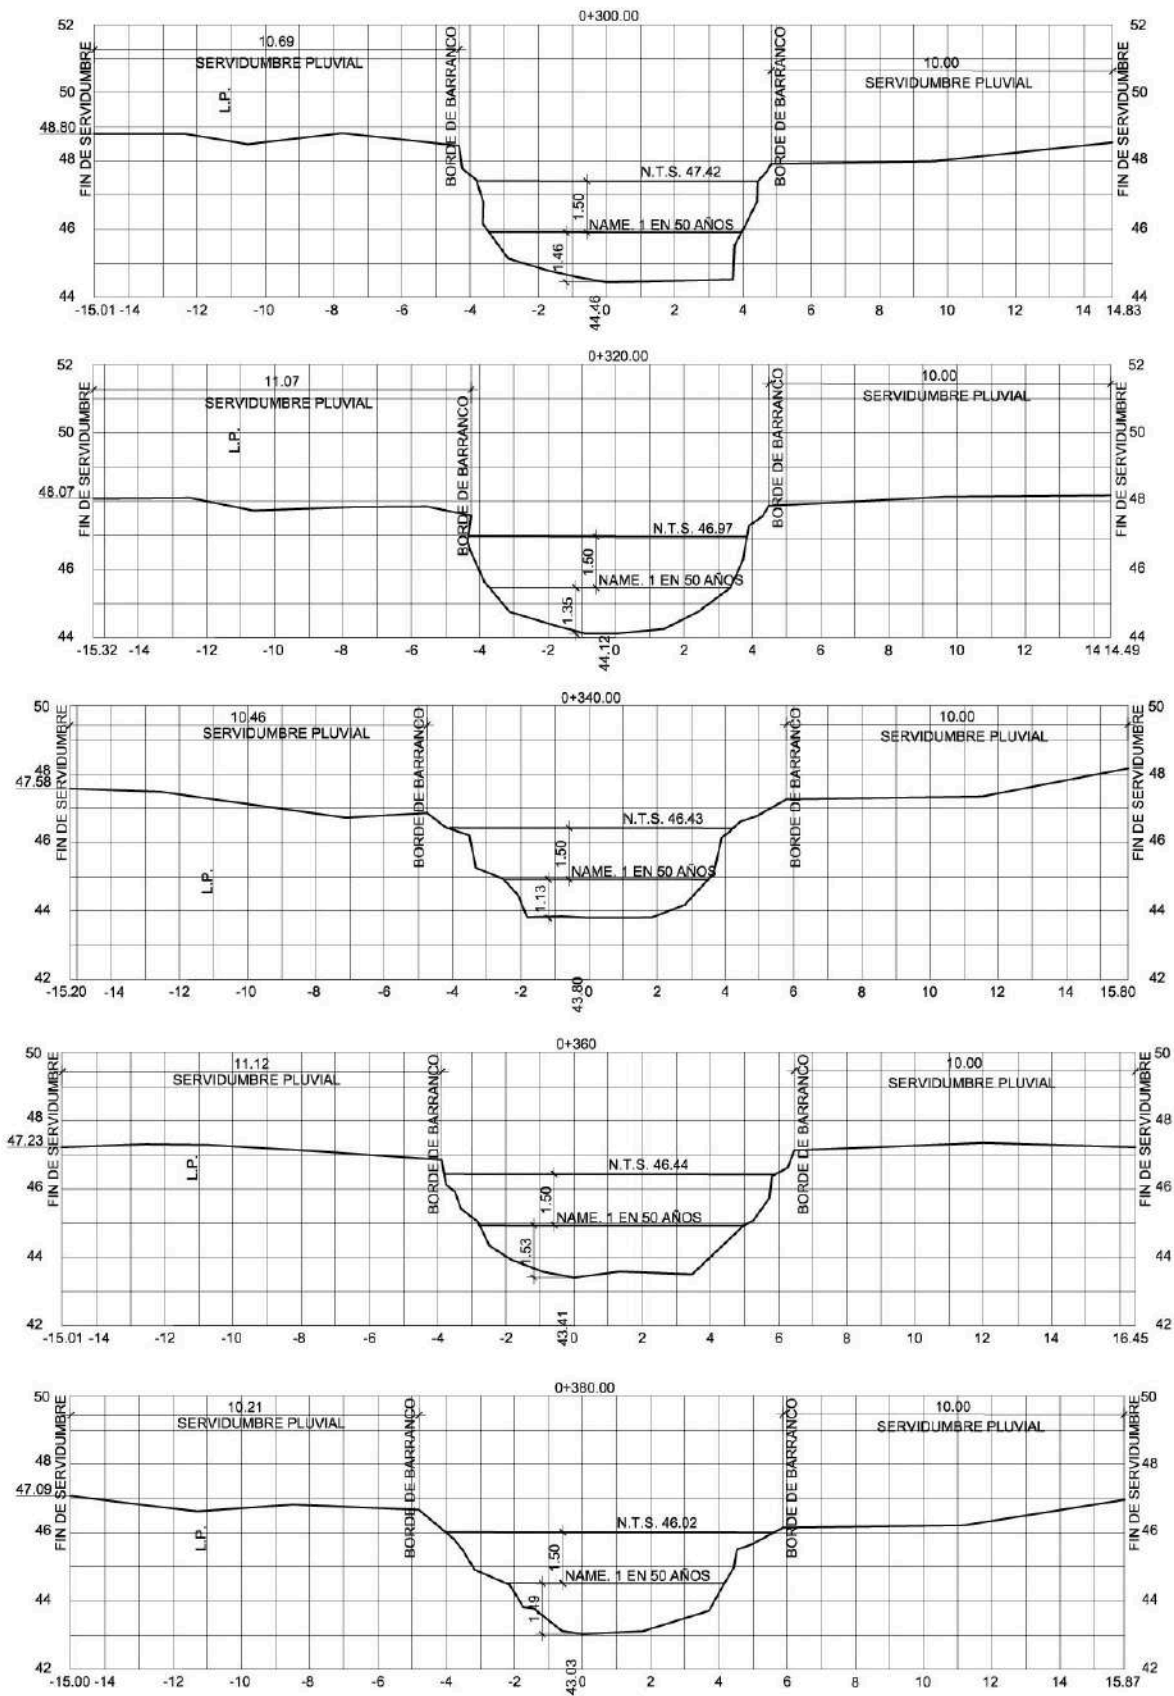 0+300.00
52 52
10.69
SERVIDUMBRE PLUVIAL
10.00
SERVIDUMBRE PLUVIAL
FIN DE SERVIDUMBRE
L.P.
BORDE DE BARRANCO
BORDE DE BARRANCO
FIN DE SERVIDUMBRE
50 50
48.80
48 48
N.T.S. 47.42
1.50
46 46
NAME. 1 EN 50 AÑOS
1.46
44 44
44.46
-15.01 -14 -12 -10 -8 -6 -4 -2 0 2 4 6 8 10 12 14 14.83
0+320.00
52 52
11.07
SERVIDUMBRE PLUVIAL
10.00
SERVIDUMBRE PLUVIAL
FIN DE SERVIDUMBRE
L.P.
BORDE DE BARRANCO
BORDE DE BARRANCO
FIN DE SERVIDUMBRE
50 50
48.07
48
N.T.S. 46.97
1.50
46 46
NAME. 1 EN 50 AÑOS
1.35
44 44
44.12
-15.32 -14 -12 -10 -8 -6 -4 -2 0 2 4 6 8 10 12 14 14.49
0+340.00
50 50
10.46
SERVIDUMBRE PLUVIAL
10.00
SERVIDUMBRE PLUVIAL
FIN DE SERVIDUMBRE
L.P.
BORDE DE BARRANCO
BORDE DE BARRANCO
FIN DE SERVIDUMBRE
48 48
47.58
N.T.S. 46.43
46 46
1.50
NAME. 1 EN 50 AÑOS
1.13
44 44
42 42
43.80
-15.20 -14 -12 -10 -8 -6 -4 -2 0 2 4 6 8 10 12 14 15.80
0+360
50 50
11.12
SERVIDUMBRE PLUVIAL
10.00
SERVIDUMBRE PLUVIAL
FIN DE SERVIDUMBRE
L.P.
BORDE DE BARRANCO
BORDE DE BARRANCO
FIN DE SERVIDUMBRE
48 48
47.23
N.T.S. 46.44
46 46
1.50
NAME. 1 EN 50 AÑOS
1.53
44 44
42 42
43.41
-15.01 -14 -12 -10 -8 -6 -4 -2 2 4 6 8 10 12 14 16.45
0+380.00
50 50
10.21
SERVIDUMBRE PLUVIAL
10.00
SERVIDUMBRE PLUVIAL
FIN DE SERVIDUMBRE
L.P.
BORDE DE BARRANCO
BORDE DE BARRANCO
FIN DE SERVIDUMBRE
48 48
47.09
N.T.S. 46.02
46 46
1.50
NAME. 1 EN 50 AÑOS
1.49
44 44
42 42
43.03
-15.00 -14 -12 -10 -8 -6 -4 -2 0 2 4 6 8 10 12 14 15.87